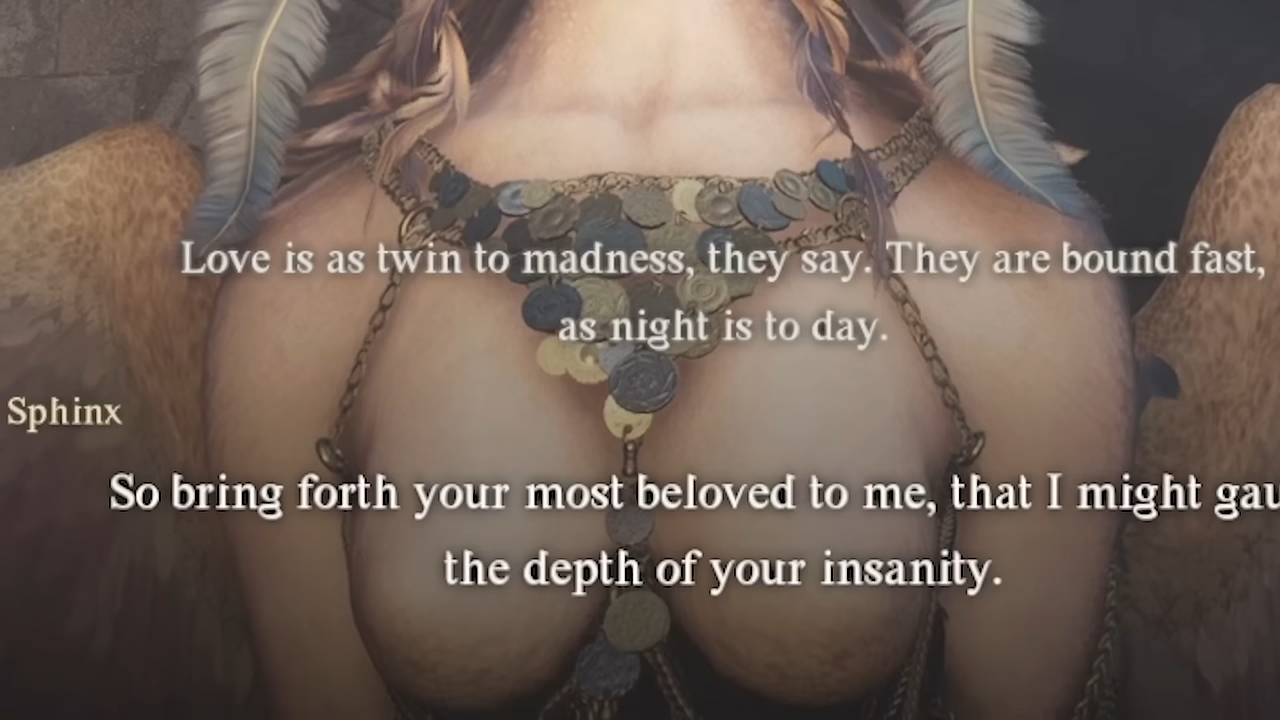 Love is as twin to madness, they say. They are bound fast,
as night is to day.
Sphinx
So bring forth your most beloved to me, that I might
the depth of your insanity.